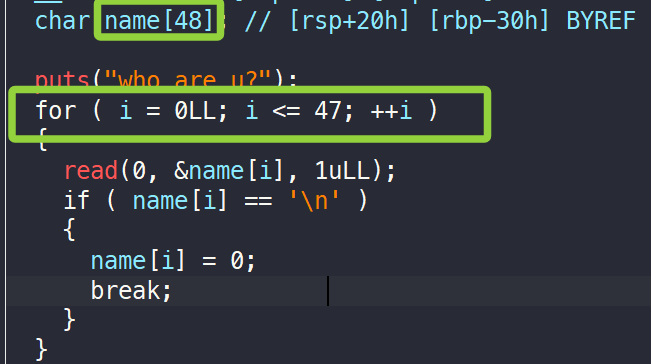 char name[48]; // [rsp+20h] [rbp-30h] BYREF
puts("who are u?");
for ( i = 0LL; i <= 47; ++i )
{
read(0, &name[i], 1uLL);
if ( name[i] == '\n' )
{
name[i] = 0;
break;
}
}